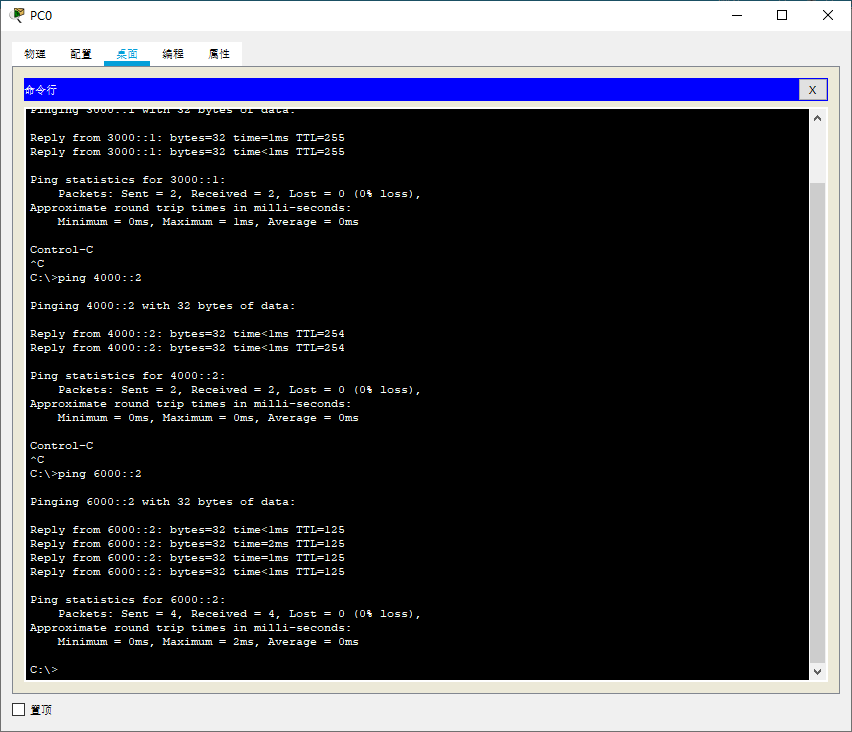 PC0
物理 配置 桌面 编程 属性
命令行 X
Pinging 3000::1 with 32 bytes of data:
Reply from 3000::1: bytes=32 time=1ms TTL=255
Reply from 3000::1: bytes=32 time<1ms TTL=255
Ping statistics for 3000::1:
Packets: Sent = 2, Received = 2, Lost = 0 (0% loss),
Approximate round trip times in milli-seconds:
Minimum = 0ms, Maximum = 1ms, Average = 0ms
Control-C
^C
C:\>ping 4000::2
Pinging 4000::2 with 32 bytes of data:
Reply from 4000::2: bytes=32 time<1ms TTL=254
Reply from 4000::2: bytes=32 time<1ms TTL=254
Ping statistics for 4000::2:
Packets: Sent = 2, Received = 2, Lost = 0 (0% loss),
Approximate round trip times in milli-seconds:
Minimum = 0ms, Maximum = 0ms, Average = 0ms
Control-C
^C
C:\>ping 6000::2
Pinging 6000::2 with 32 bytes of data:
Reply from 6000::2: bytes=32 time<1ms TTL=125
Reply from 6000::2: bytes=32 time=2ms TTL=125
Reply from 6000::2: bytes=32 time=1ms TTL=125
Reply from 6000::2: bytes=32 time<1ms TTL=125
Ping statistics for 6000::2:
Packets: Sent = 4, Received = 4, Lost = 0 (0% loss),
Approximate round trip times in milli-seconds:
Minimum = 0ms, Maximum = 2ms, Average = 0ms
C:\>
置顶